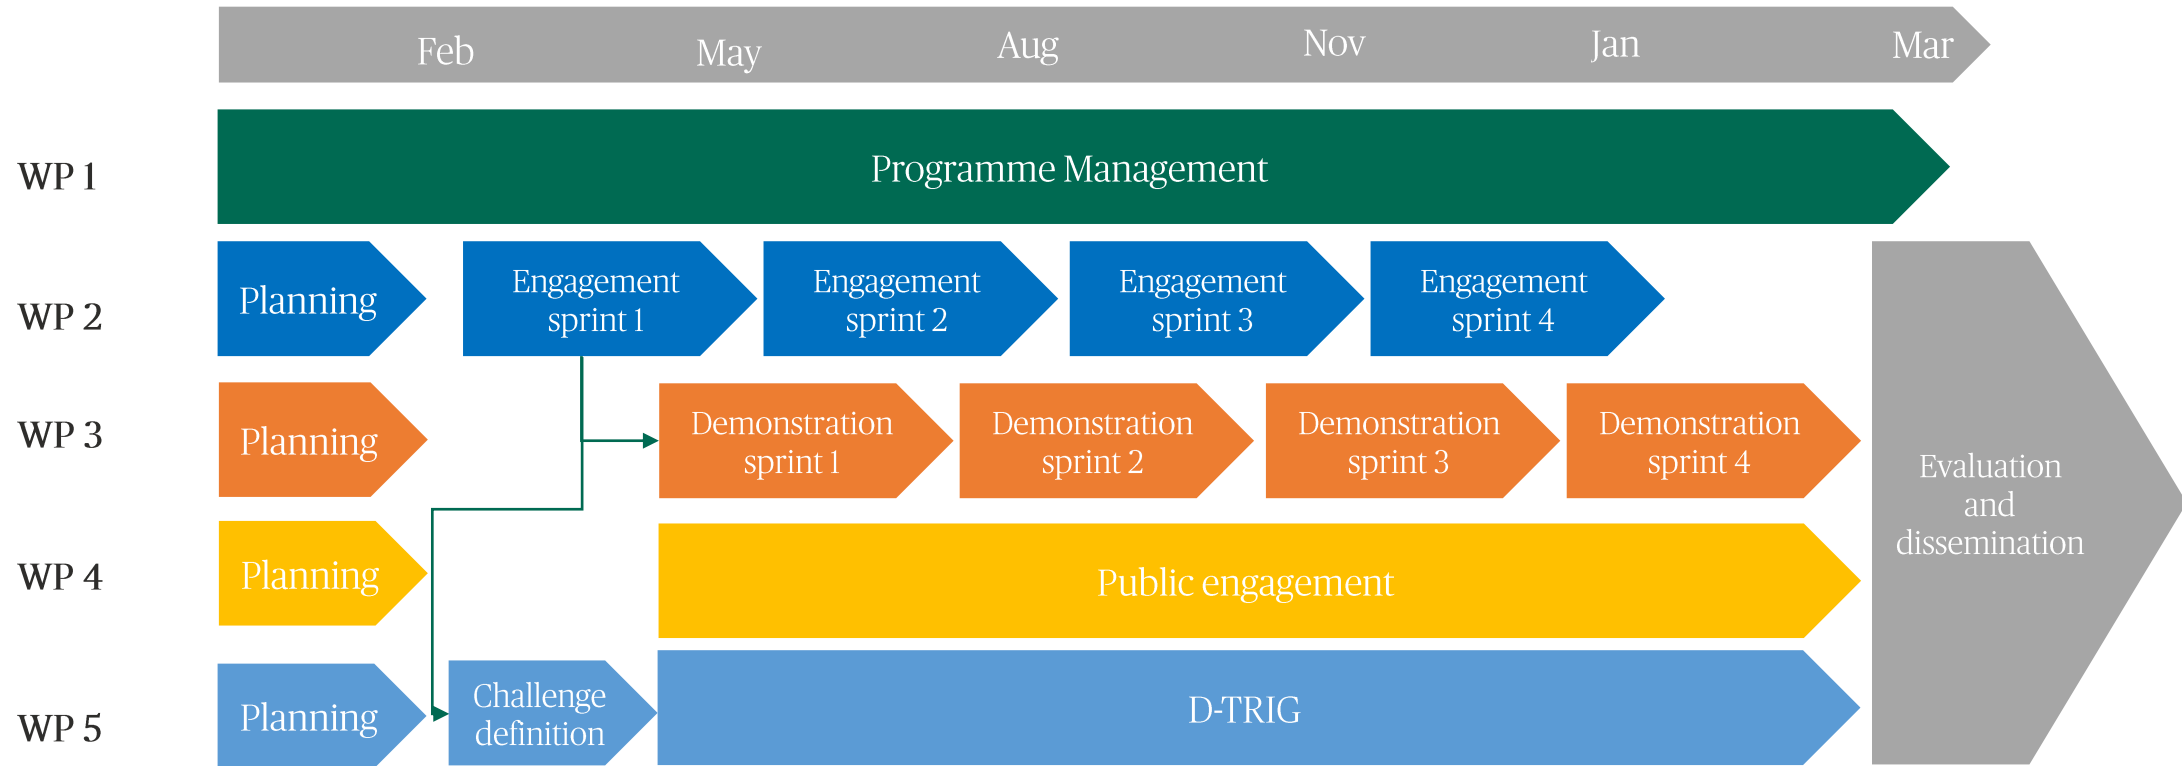 Feb May Aug Nov Jan Mar
WP 1
Programme Management
WP 2
Planning
Engagement
sprint 1
Engagement
sprint 2
Engagement
sprint 3
Engagement
sprint 4
WP 3
Planning
Demonstration
sprint 1
Demonstration
sprint 2
Demonstration
sprint 3
Demonstration
sprint 4
WP 4
Planning
Public engagement
WP 5
Planning
Challenge
definition
D-TRIG
Evaluation
and
dissemination